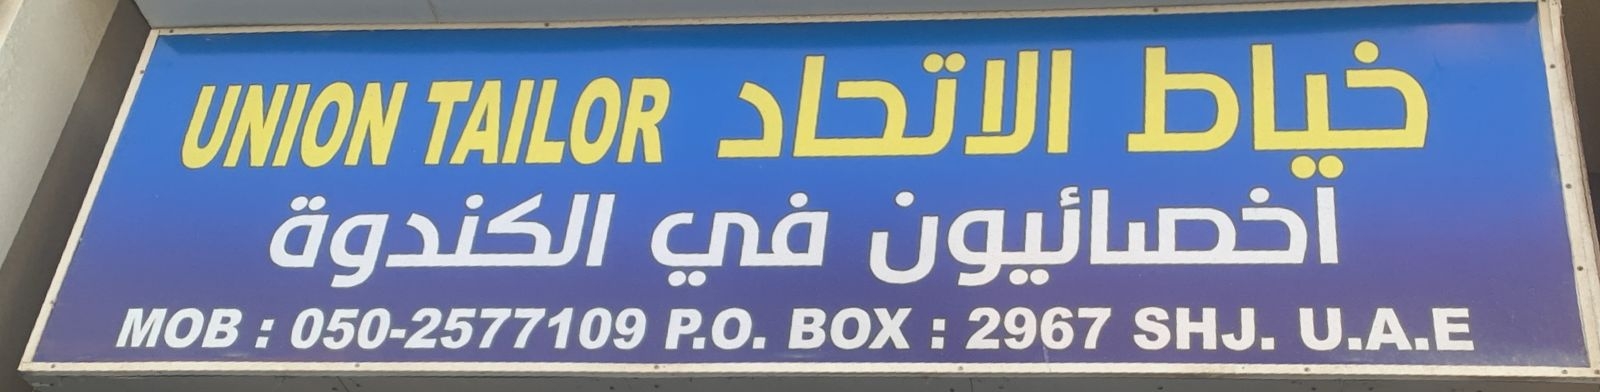 UNION TAILOR خياط الاتحاد
اخصائيون في الكندوة
MOB : 050-2577109 P.O. BOX : 2967 SHJ. U.A.E